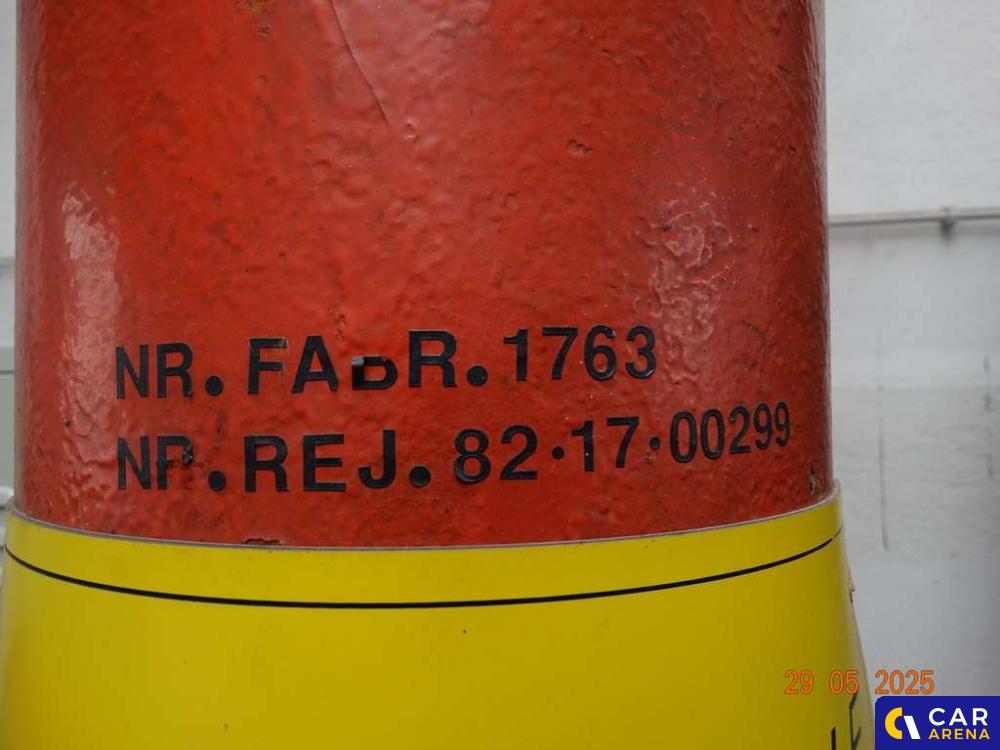 NR. FABR. 1763
NR. REJ. 82·17·00299
29 05 2025
CAR
ARENA